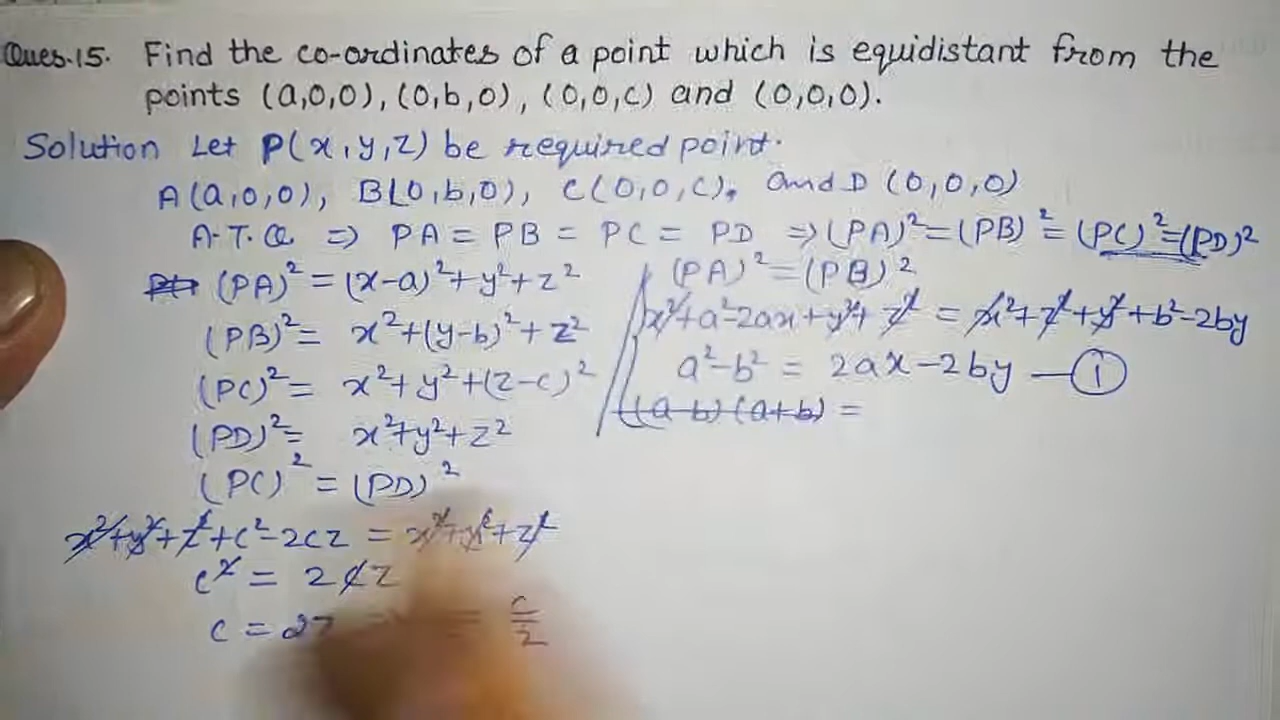 Ques.15. Find the co-ordinates of a point which is equidistant from the
points (a,0,0), (0,b,0), (0,0,c) and (0,0,0).
Solution Let P(x,y,z) be required point.
A(a,0,0), B(0,b,0), C(0,0,c), and D (0,0,0)
A.T.Q ⇒ PA = PB = PC = PD ⇒ (PA)² = (PB)² = (PC)² = (PD)²
(PA)² = (x-a)² + y² + z²
(PB)² = x² + (y-b)² + z²
(PC)² = x² + y² + (z-c)²
(PD)² = x² + y² + z²
(PC)² = (PD)²
x² + y² + z² + c² - 2cz = x² + y² + z²
c² = 2cz
c = 2z = c/2
(PA)² = (PB)²
x² + a² - 2ax + y² + z² = x² + z² + y² + b² - 2by
a² - b² = 2ax - 2by — ①
(a-b)(a+b) =